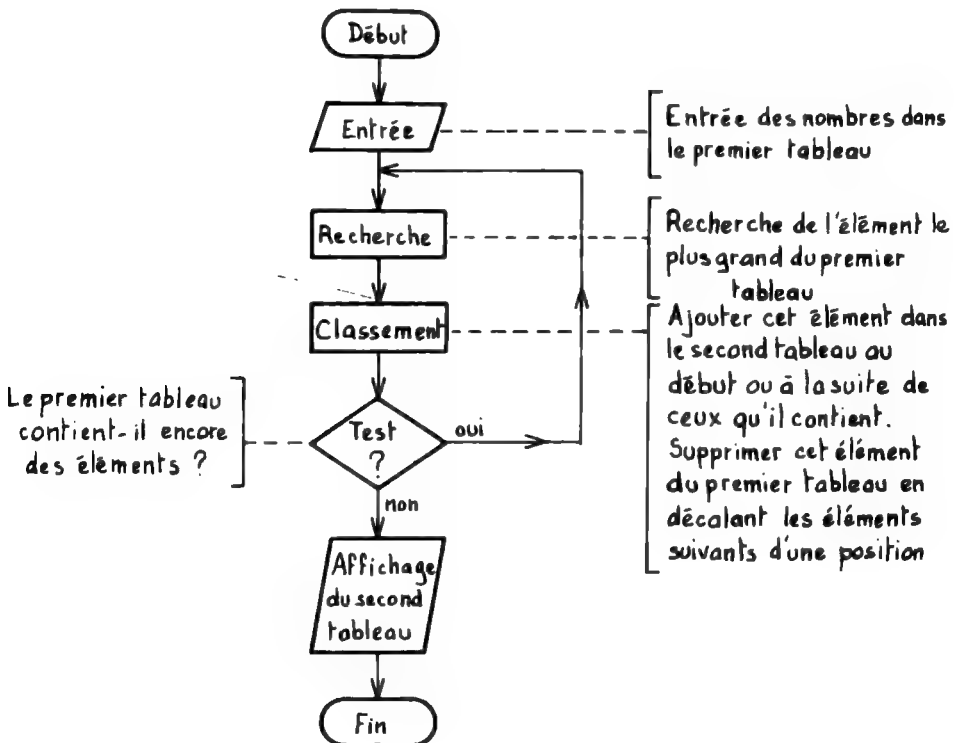 Début
Entrée
Entrée des nombres dans
le premier tableau
Recherche
Recherche de l'élément le
plus grand du premier
tableau
Classement
Ajouter cet élément dans
le second tableau au
début ou à la suite de
ceux qu'il contient.
Supprimer cet élément
du premier tableau en
décalant les éléments
suivants d'une position
Le premier tableau
contient-il encore
des éléments ?
Test
?
oui
non
Affichage
du second
tableau
Fin